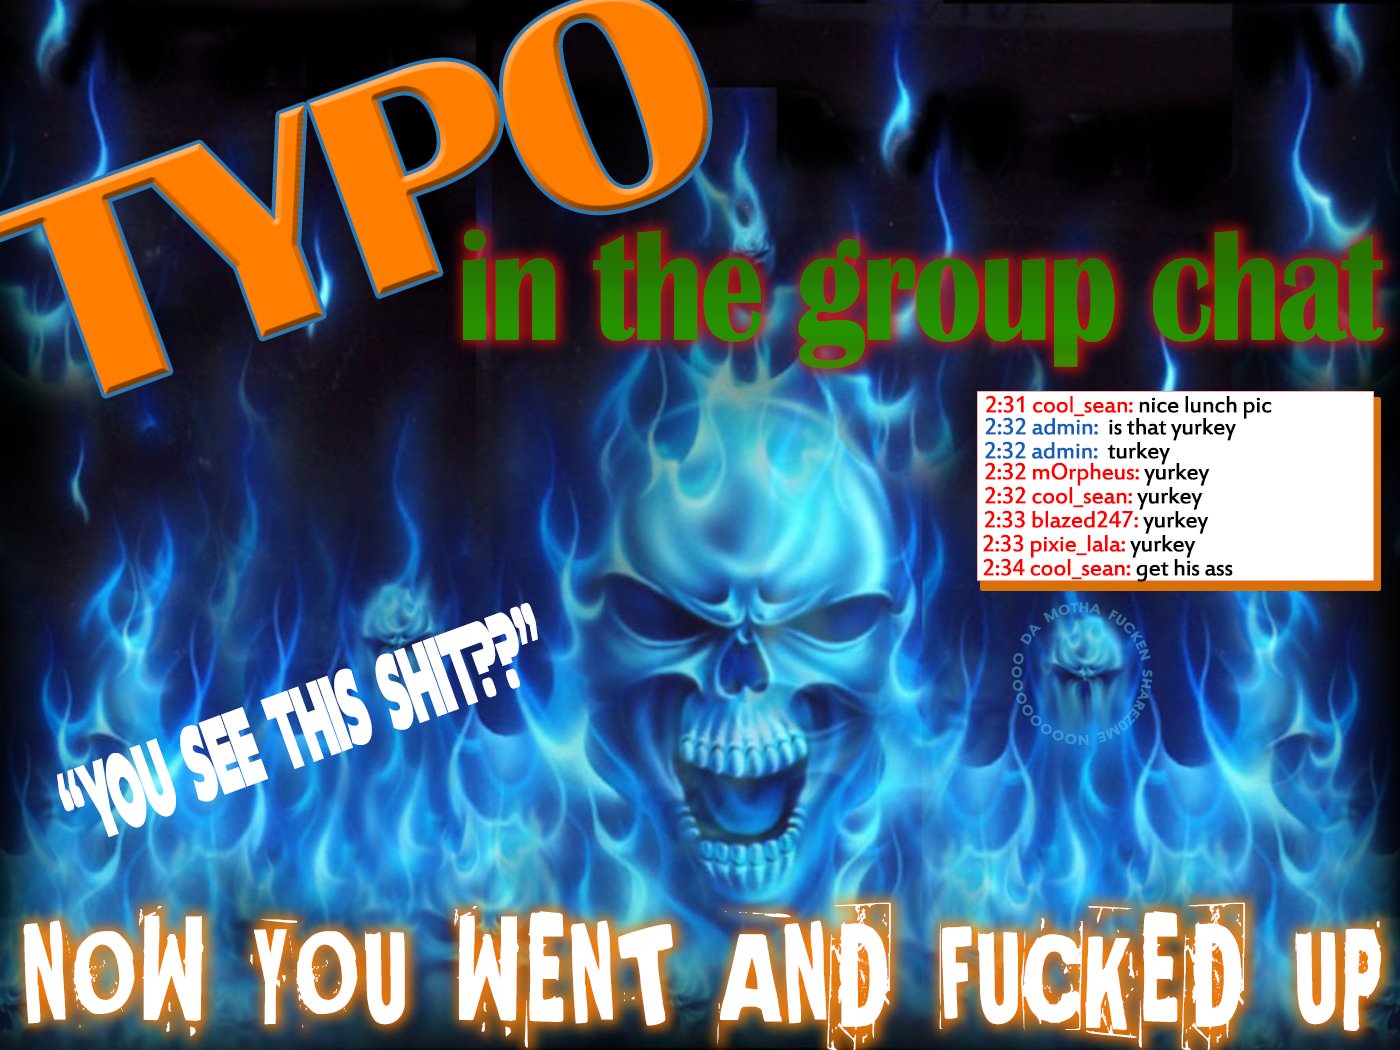 TYPO
in the group chat
2:31 cool_sean: nice lunch pic
2:32 admin: is that yurkey
2:32 admin: turkey
2:32 mOrpheus: yurkey
2:32 cool_sean: yurkey
2:33 blazed247: yurkey
2:33 pixie_lala: yurkey
2:34 cool_sean: get his ass
“YOU SEE THIS SHIT??”
DA MOTHA FUCKEN SHAREZDME NOOOOOOOOO
NOW YOU WENT AND FUCKED UP